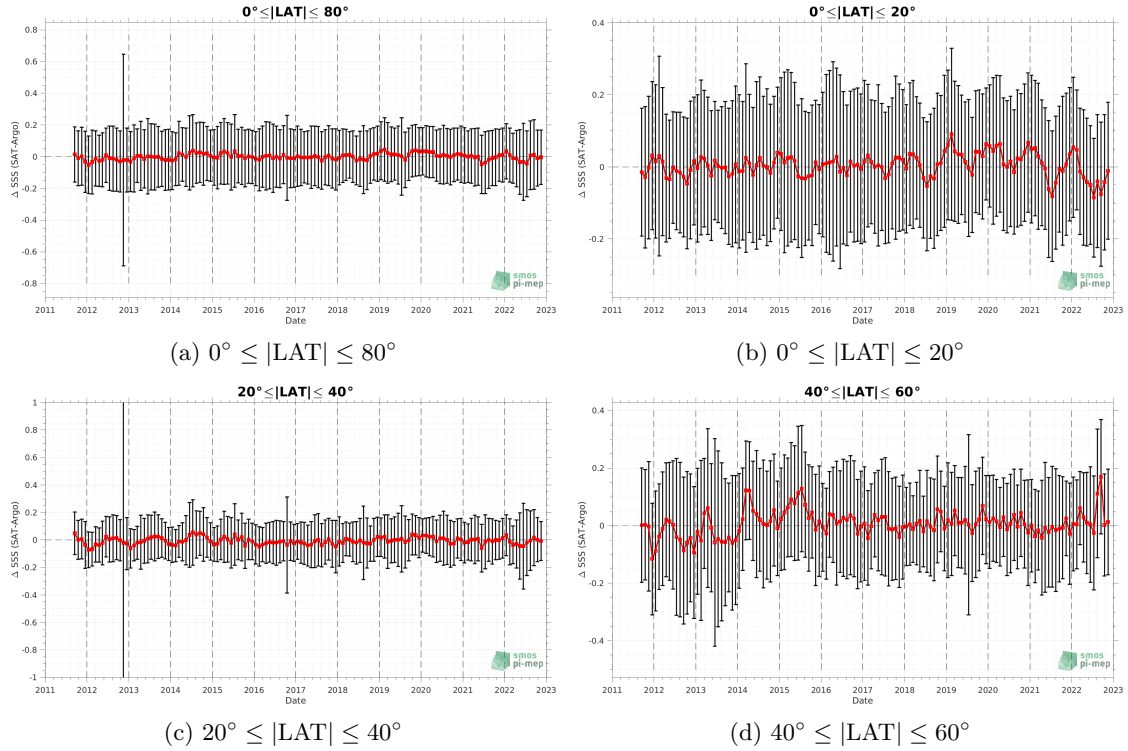 0°≤|LAT|≤ 80°
0.8
0.6
0.4
0.2
0
-0.2
-0.4
-0.6
-0.8
Δ SSS (SAT-Argo)
smos
pi-mep
2011 2012 2013 2014 2015 2016 2017 2018 2019 2020 2021 2022 2023
Date
(a) 0° ≤ |LAT| ≤ 80°
0°≤|LAT|≤ 20°
0.4
0.2
0
-0.2
Δ SSS (SAT-Argo)
smos
pi-mep
2011 2012 2013 2014 2015 2016 2017 2018 2019 2020 2021 2022 2023
Date
(b) 0° ≤ |LAT| ≤ 20°
20°≤|LAT|≤ 40°
1
0.8
0.6
0.4
0.2
0
-0.2
-0.4
-0.6
-0.8
-1
Δ SSS (SAT-Argo)
smos
pi-mep
2011 2012 2013 2014 2015 2016 2017 2018 2019 2020 2021 2022 2023
Date
(c) 20° ≤ |LAT| ≤ 40°
40°≤|LAT|≤ 60°
0.4
0.2
0
-0.2
-0.4
Δ SSS (SAT-Argo)
smos
pi-mep
2011 2012 2013 2014 2015 2016 2017 2018 2019 2020 2021 2022 2023
Date
(d) 40° ≤ |LAT| ≤ 60°